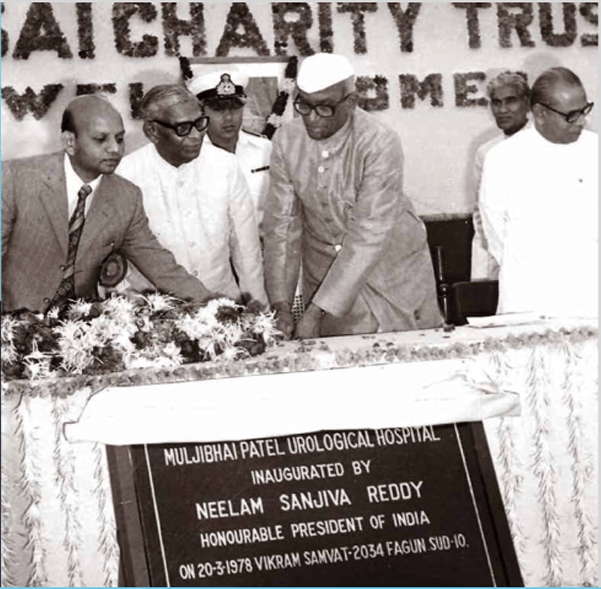 SAI CHARITY TRUS
WELCOMES
MULJIBHAI PATEL UROLOGICAL HOSPITAL
INAUGURATED BY
NEELAM SANJIVA REDDY
HONOURABLE PRESIDENT OF INDIA
ON 20-3-1978 VIKRAM SAMVAT-2034 FAGUN.SUD-10.